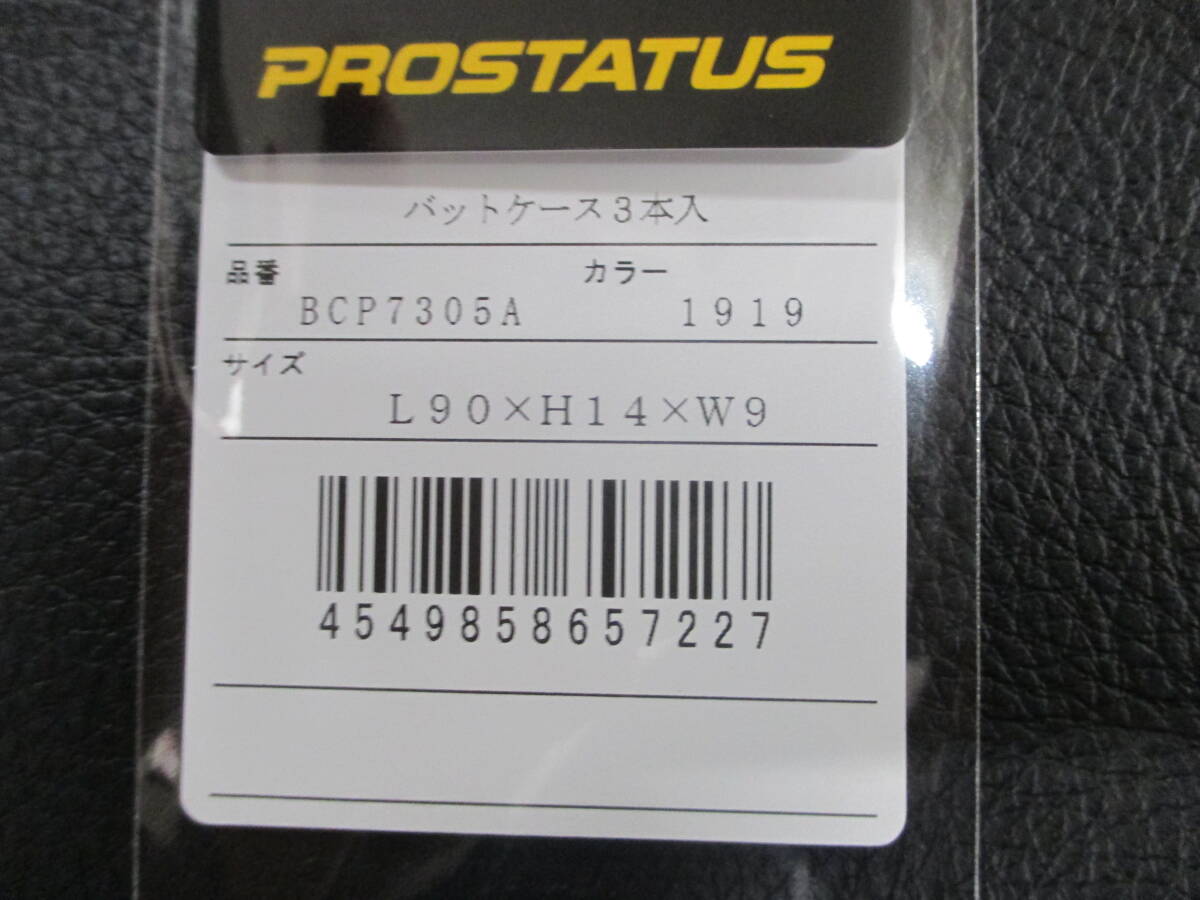 PROSTATUS
バットケース3本入
品番 カラー
BCP7305A 1919
サイズ
L90×H14×W9
4549858657227